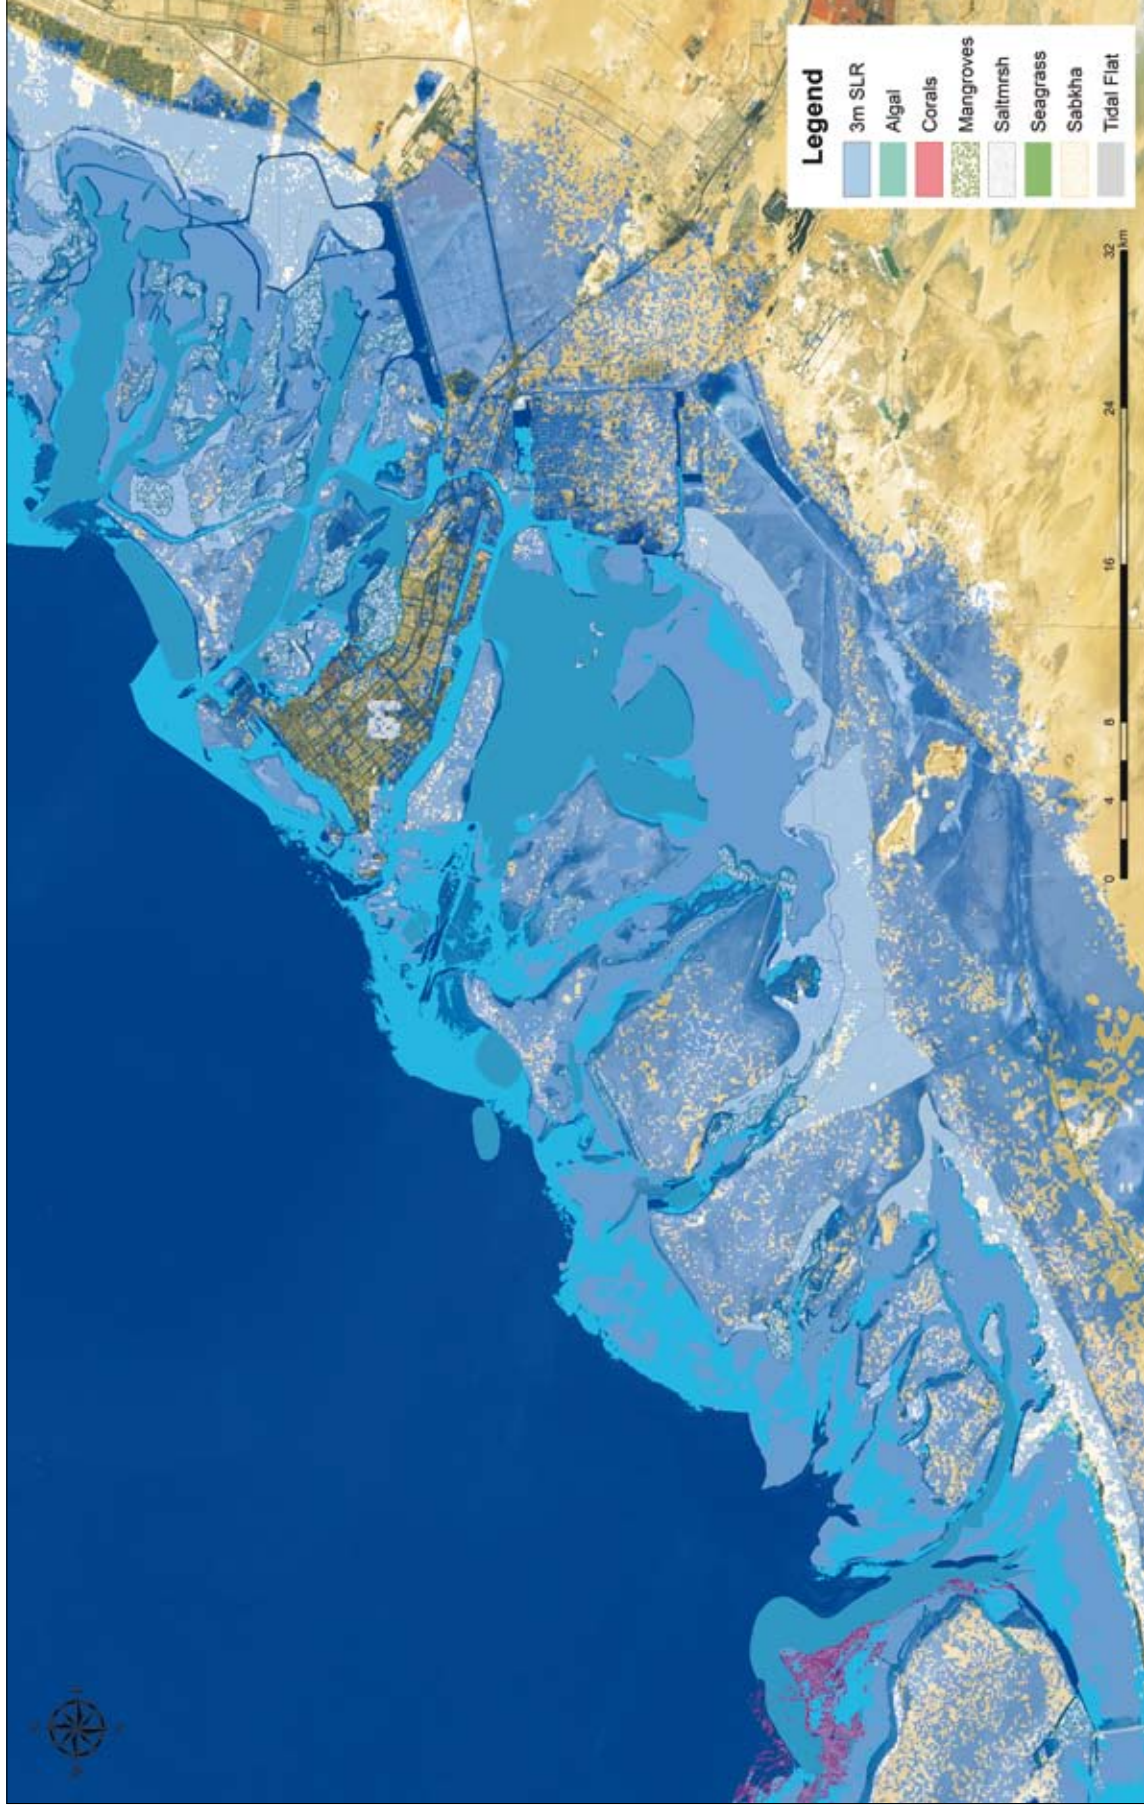 Legend
3m SLR
Algal
Corals
Mangroves
Saltmrsh
Seagrass
Sabkha
Tidal Flat
0 4 8 16 24 32
km